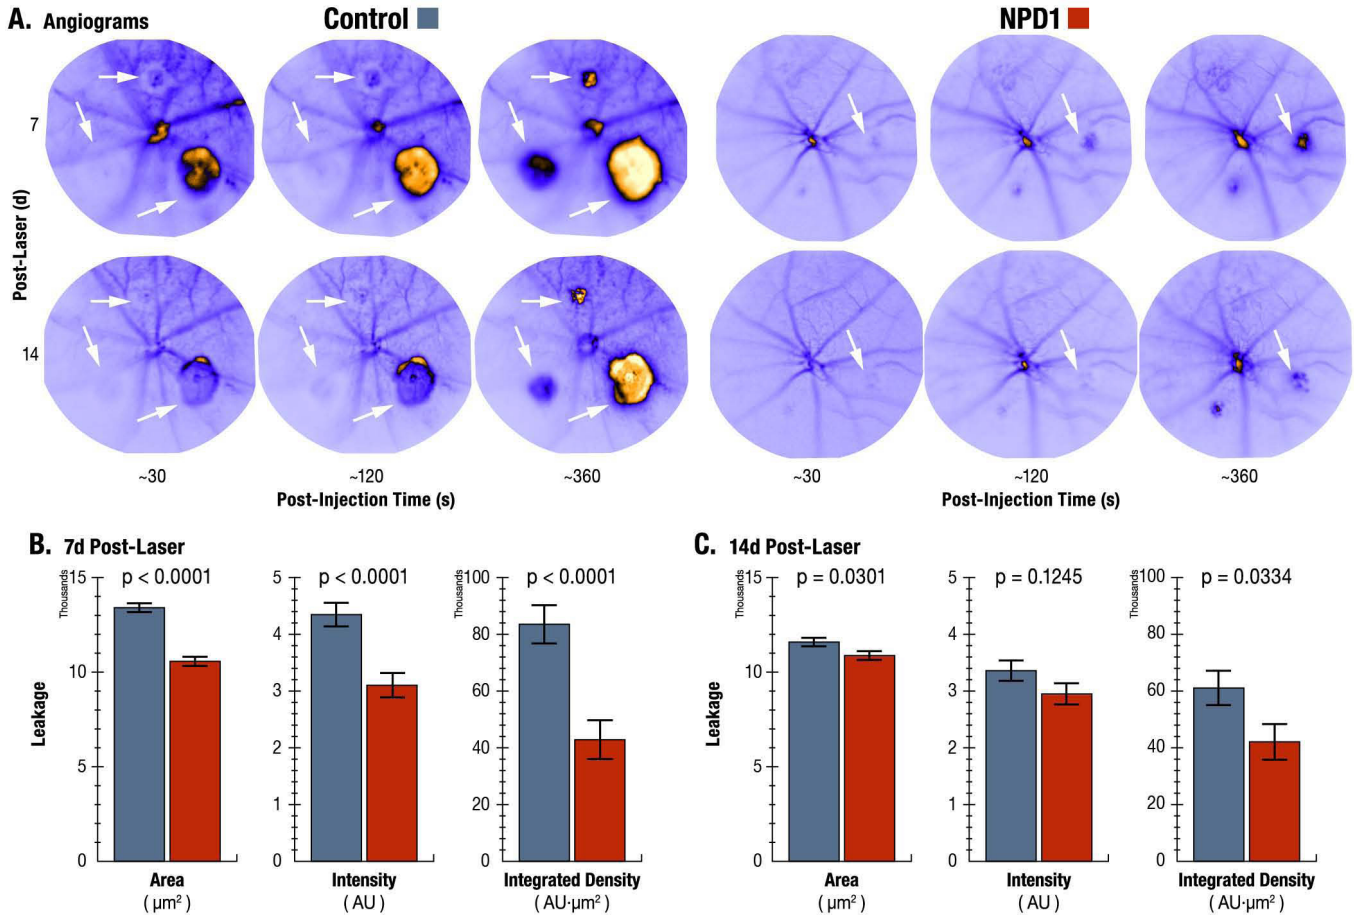 A. Angiograms
Control
NPD1
Post-Laser (d)
7
14
~30 ~120 ~360
Post-Injection Time (s)
~30 ~120 ~360
Post-Injection Time (s)
B. 7d Post-Laser
Leakage
Thousands
15
10
5
0
p < 0.0001
Area
( µm²)
5
4
3
2
1
0
p < 0.0001
Intensity
( AU)
Thousands
100
80
60
40
20
0
p < 0.0001
Integrated Density
( AU·µm²)
C. 14d Post-Laser
Leakage
Thousands
15
10
5
0
p = 0.0301
Area
( µm²)
5
4
3
2
1
0
p = 0.1245
Intensity
( AU)
Thousands
100
80
60
40
20
0
p = 0.0334
Integrated Density
( AU·µm²)